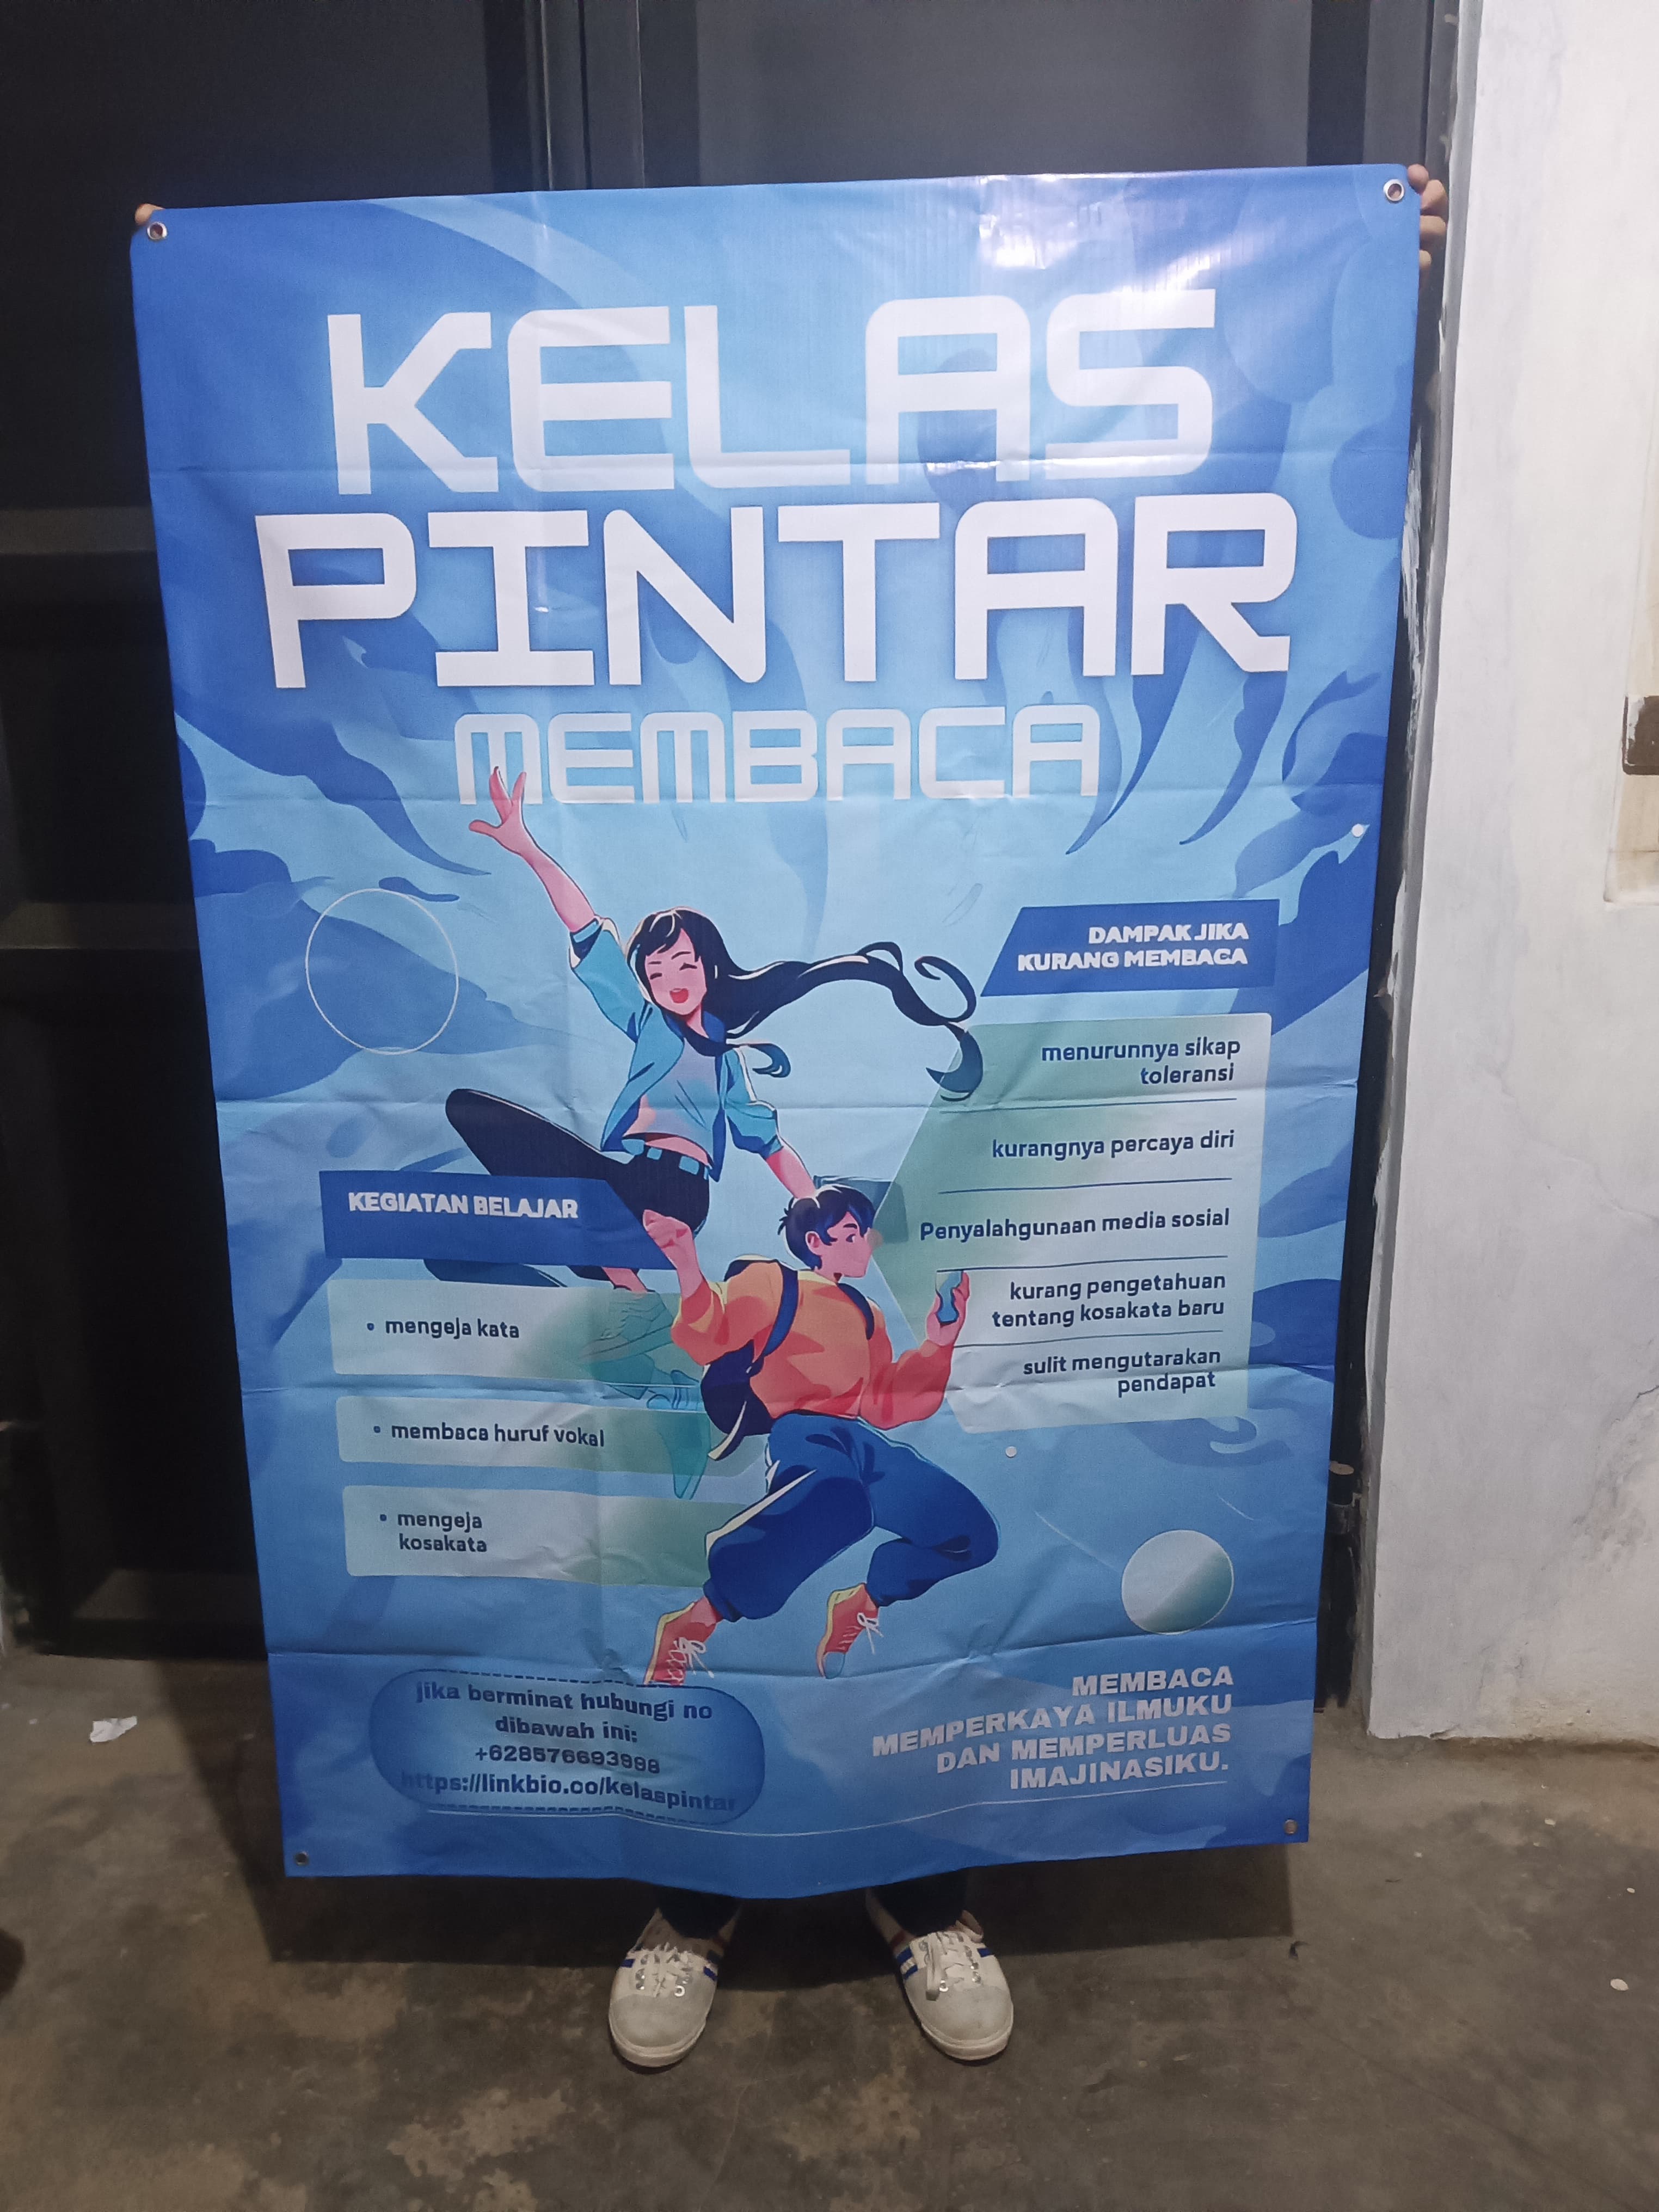 KELAS
PINTAR
MEMBACA
DAMPAK JIKA
KURANG MEMBACA
menurunnya sikap
toleransi
kurangnya percaya diri
Penyalahgunaan media sosial
kurang pengetahuan
tentang kosakata baru
sulit mengutarakan
pendapat
KEGIATAN BELAJAR
• mengeja kata
• membaca huruf vokal
• mengeja
kosakata
jika berminat hubungi no
dibawah ini:
+628576693998
https://linkbio.co/kelaspintar
MEMBACA
MEMPERKAYA ILMUKU
DAN MEMPERLUAS
IMAJINASIKU.